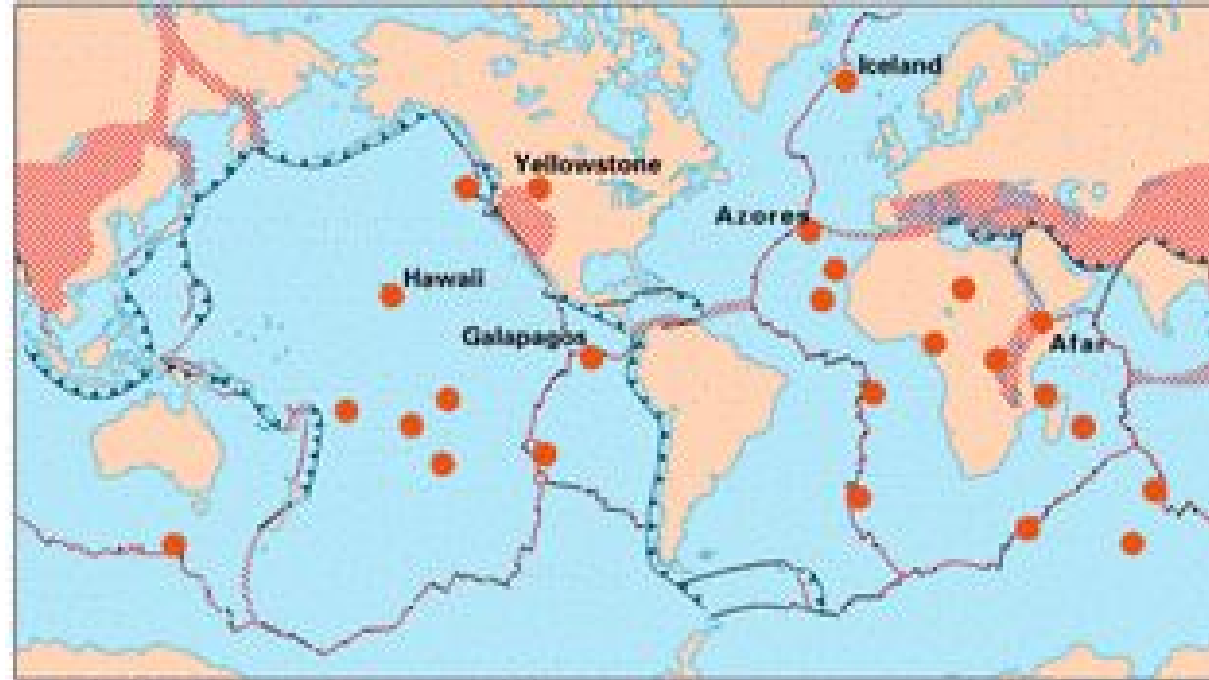 Iceland
Yellowstone
Azores
Hawaii
Galapagos
Afar